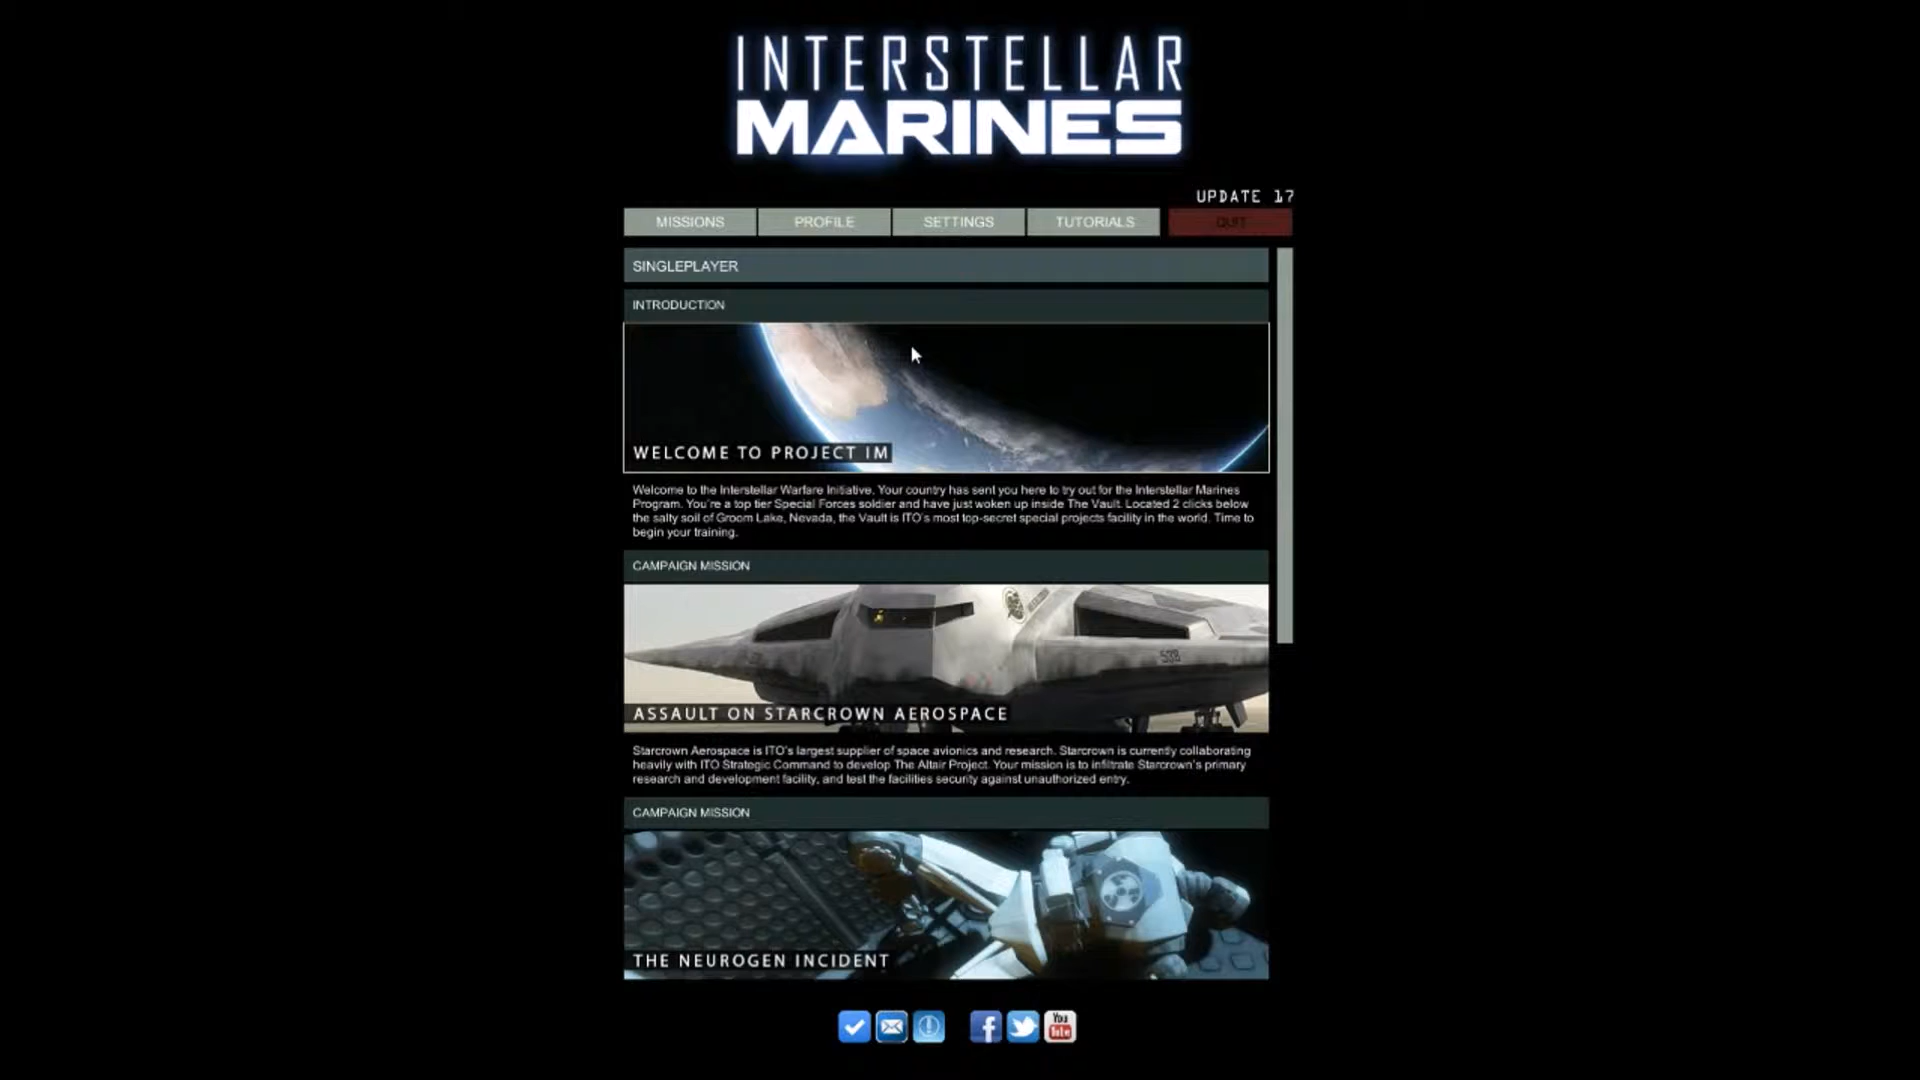 INTERSTELLAR
MARINES
UPDATE 17
MISSIONS PROFILE SETTINGS TUTORIALS QUIT
SINGLEPLAYER
INTRODUCTION
WELCOME TO PROJECT IM
Welcome to the Interstellar Warfare Initiative. Your country has sent you here to try out for the Interstellar Marines
Program. You're a top tier Special Forces soldier and have just woken up inside The Vault. Located 2 clicks below
the salty soil of Groom Lake, Nevada, the Vault is ITO's most top-secret special projects facility in the world. Time to
begin your training.
CAMPAIGN MISSION
538
ASSAULT ON STARCROWN AEROSPACE
Starcrown Aerospace is ITO's largest supplier of space avionics and research. Starcrown is currently collaborating
heavily with ITO Strategic Command to develop The Altair Project. Your mission is to infiltrate Starcrown's primary
research and development facility, and test the facilities security against unauthorized entry.
CAMPAIGN MISSION
THE NEUROGEN INCIDENT
You
Tube